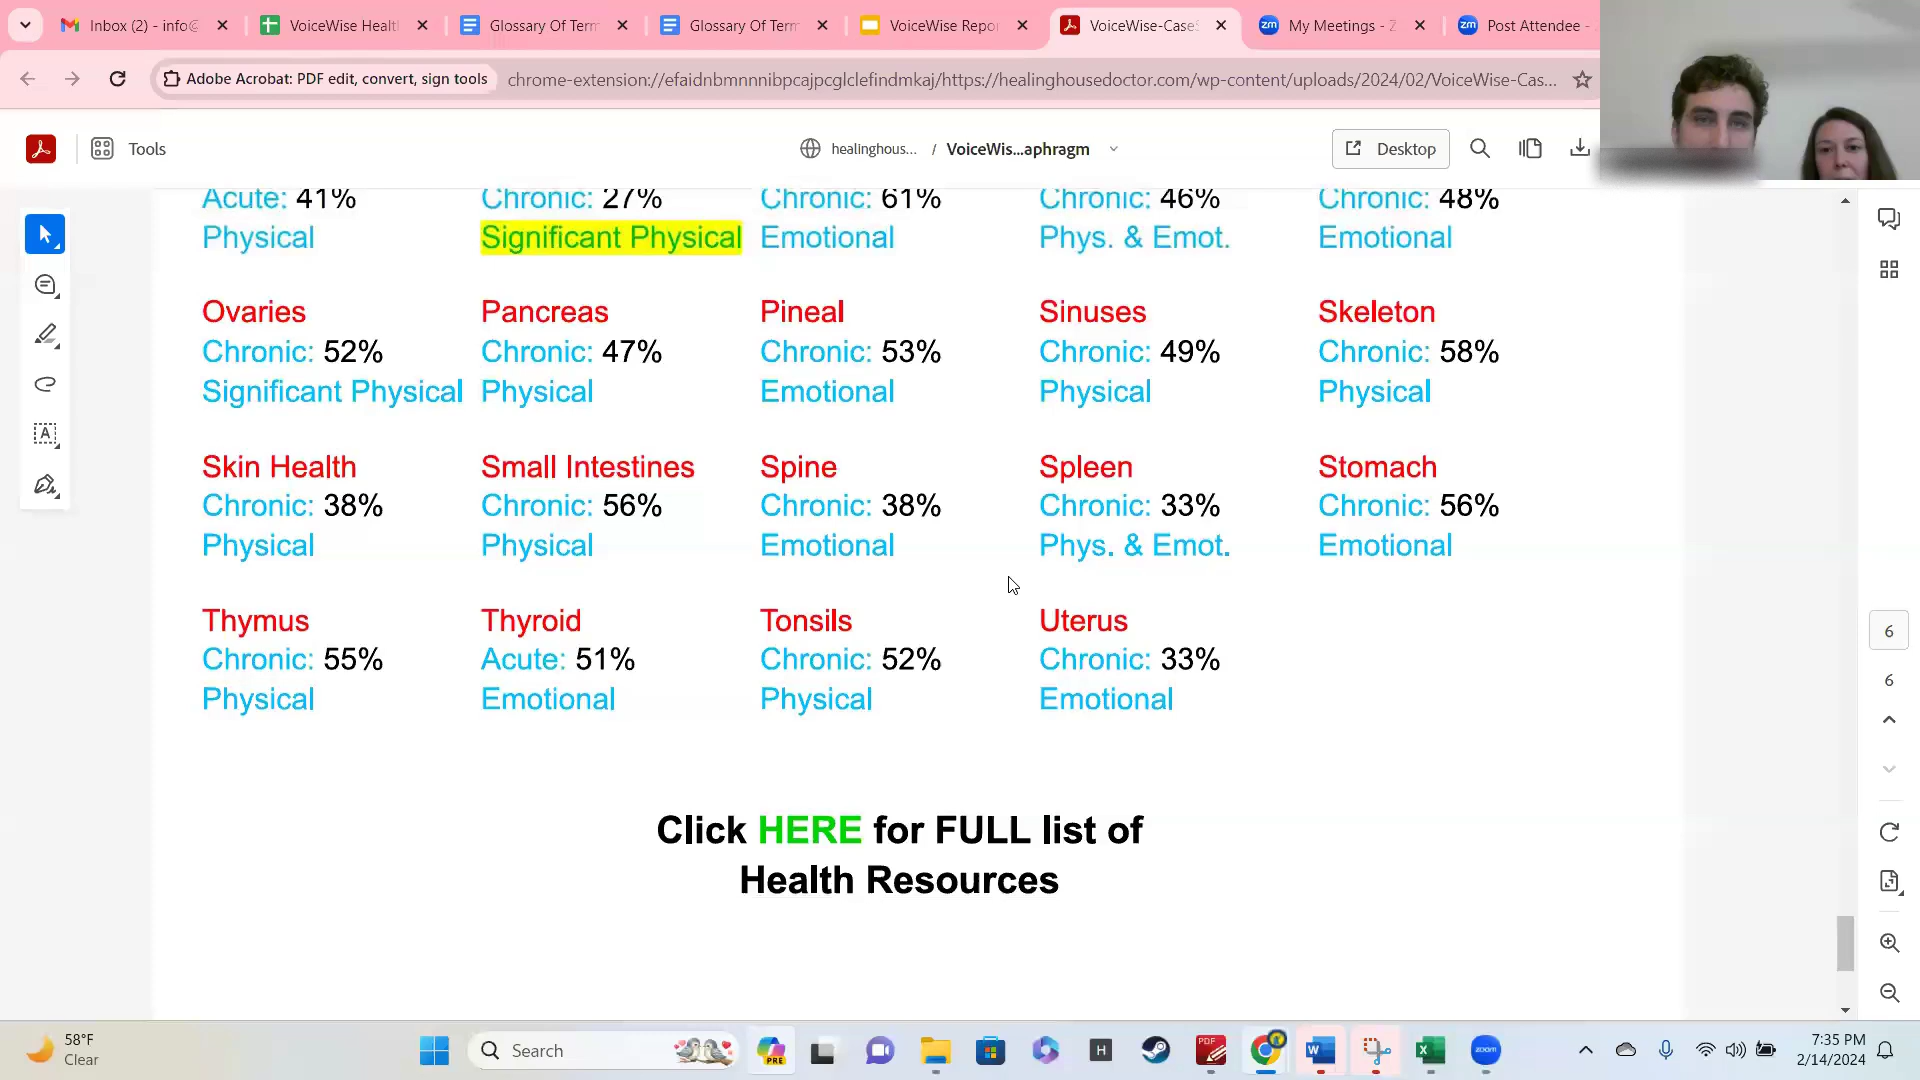 Inbox (2) - info@
VoiceWise Healt
Glossary Of Term
Glossary Of Term
VoiceWise Repo
VoiceWise-Case
My Meetings - Z
Post Attendee -
Adobe Acrobat: PDF edit, convert, sign tools
chrome-extension://efaidnbmnnnibpcajpcglclefindmkaj/https://healinghousedoctor.com/wp-content/uploads/2024/02/VoiceWise-Cas...
Tools
healinghous... / VoiceWis...aphragm
Desktop
Acute: 41% Chronic: 27% Chronic: 61% Chronic: 46% Chronic: 48%
Physical Significant Physical Emotional Phys. & Emot. Emotional
Ovaries Pancreas Pineal Sinuses Skeleton
Chronic: 52% Chronic: 47% Chronic: 53% Chronic: 49% Chronic: 58%
Significant Physical Physical Emotional Physical Physical
Skin Health Small Intestines Spine Spleen Stomach
Chronic: 38% Chronic: 56% Chronic: 38% Chronic: 33% Chronic: 56%
Physical Physical Emotional Phys. & Emot. Emotional
Thymus Thyroid Tonsils Uterus
Chronic: 55% Acute: 51% Chronic: 52% Chronic: 33%
Physical Emotional Physical Emotional
Click HERE for FULL list of
Health Resources
6
6
58°F
Clear
Search
PRE
H
PDF
W
X
zoom
7:35 PM
2/14/2024